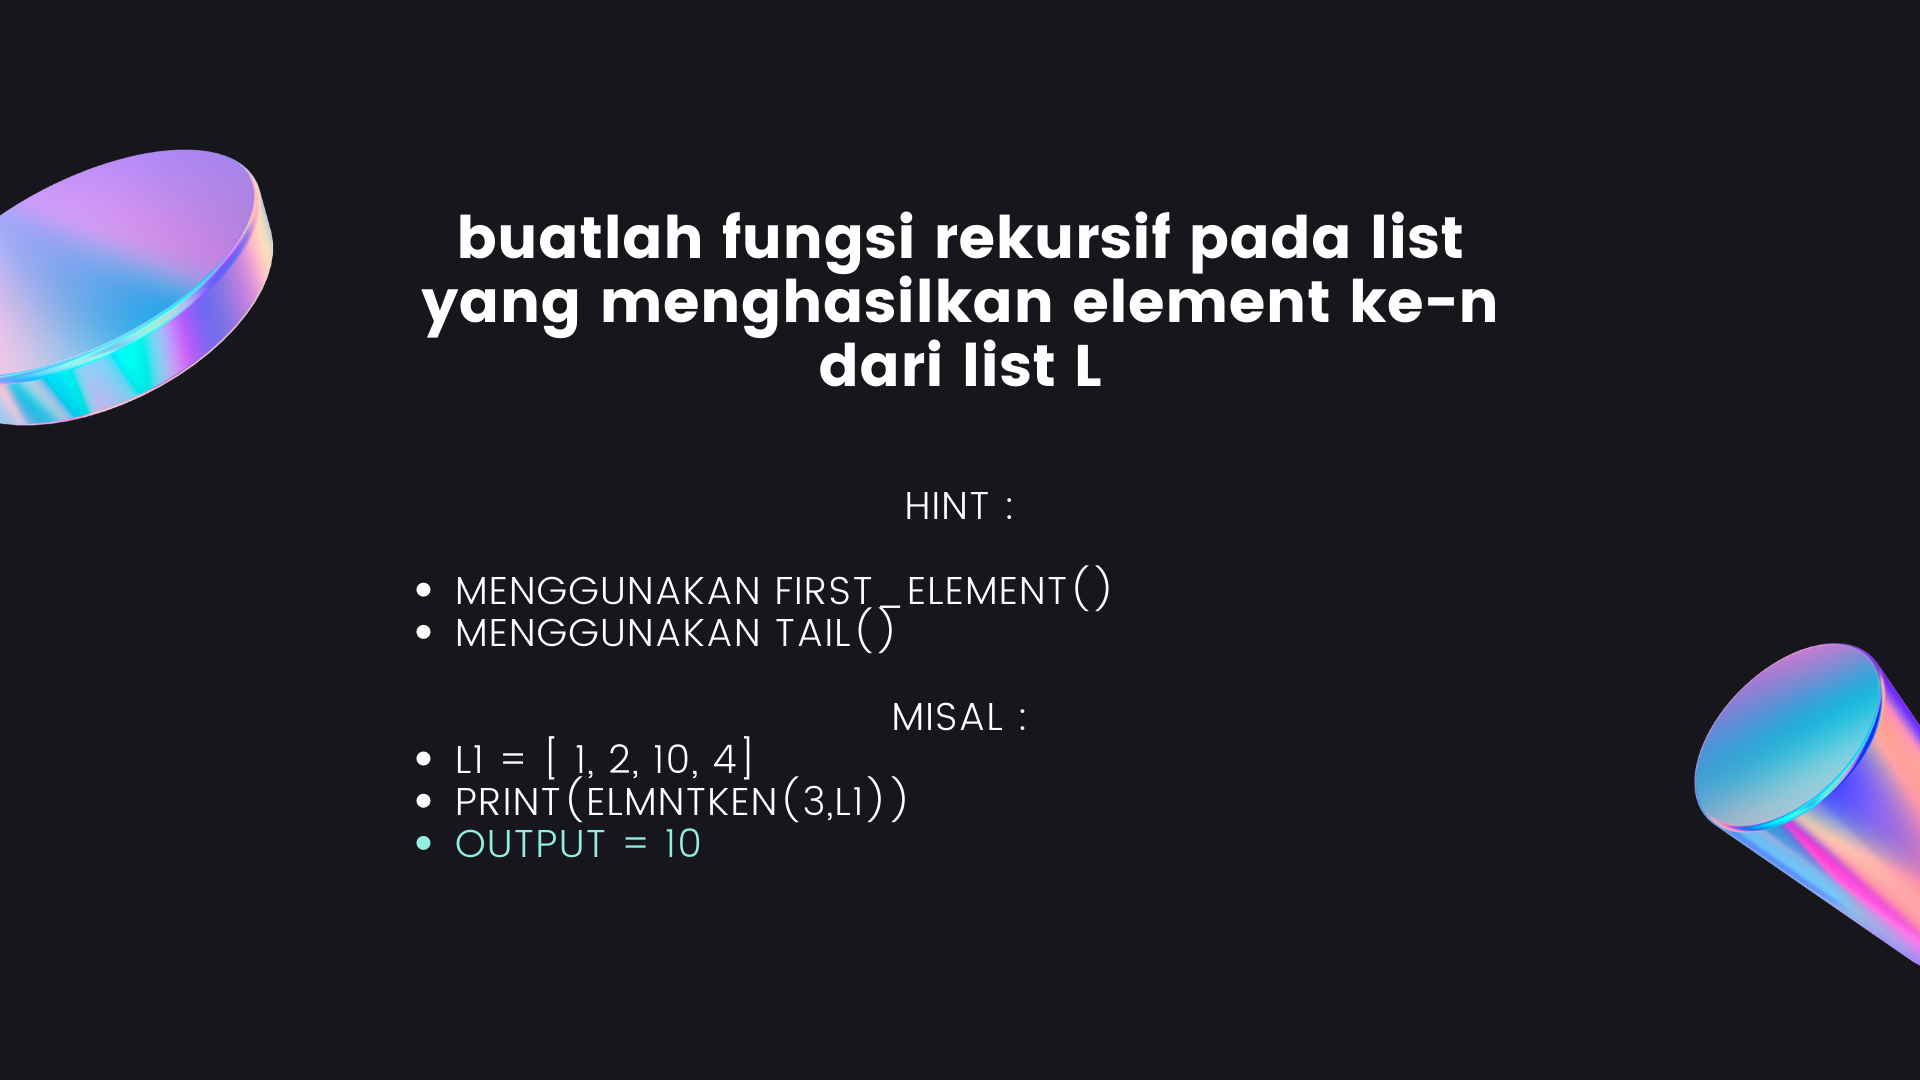 buatlah fungsi rekursif pada list
yang menghasilkan element ke-n
dari list L
HINT :
• MENGGUNAKAN FIRST_ELEMENT()
• MENGGUNAKAN TAIL()
MISAL :
• L1 = [ 1, 2, 10, 4]
• PRINT(ELMNTKEN(3,L1))
• OUTPUT = 10